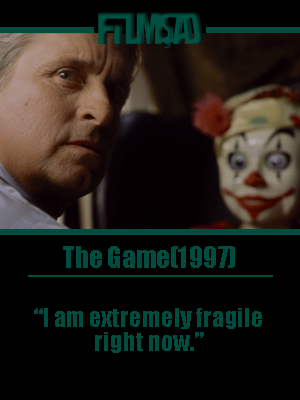 FILMSAD
The Game(1997)
“I am extremely fragile
right now.”